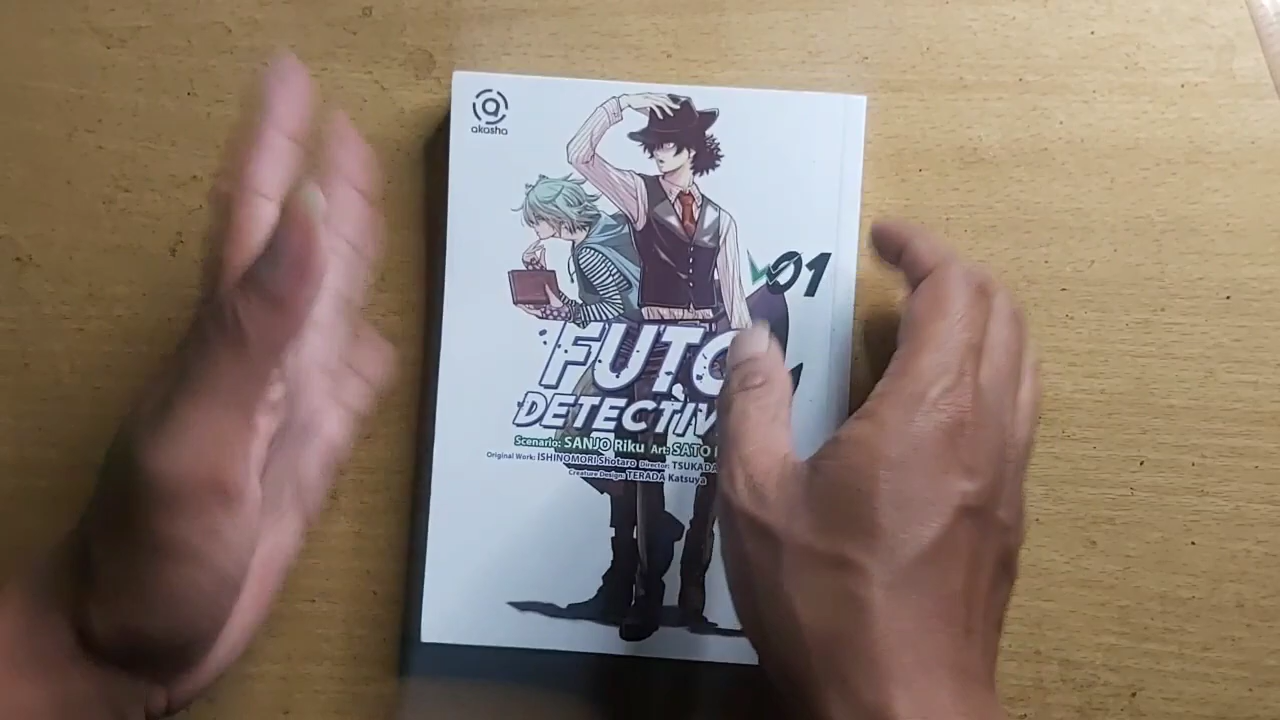 akasha
01
FUTO
DETECTIV
Scenario: SANJO Riku Art: SATO
Original Work: ISHINOMORI Shotaro Director: TSUKADA
Creature Design: TERADA Katsuya